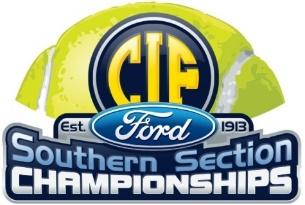 CIF
Est. Ford 1913
Southern Section
CHAMPIONSHIPS